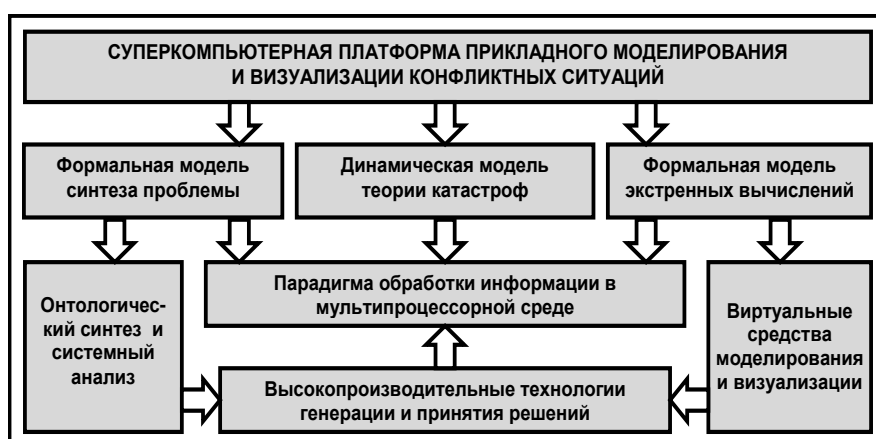 СУПЕРКОМПЬЮТЕРНАЯ ПЛАТФОРМА ПРИКЛАДНОГО МОДЕЛИРОВАНИЯ
И ВИЗУАЛИЗАЦИИ КОНФЛИКТНЫХ СИТУАЦИЙ
Формальная модель
синтеза проблемы
Динамическая модель
теории катастроф
Формальная модель
экстренных вычислений
Онтологичес-
кий синтез и
системный
анализ
Парадигма обработки информации в
мультипроцессорной среде
Виртуальные
средства
моделирования
и визуализации
Высокопроизводительные технологии
генерации и принятия решений